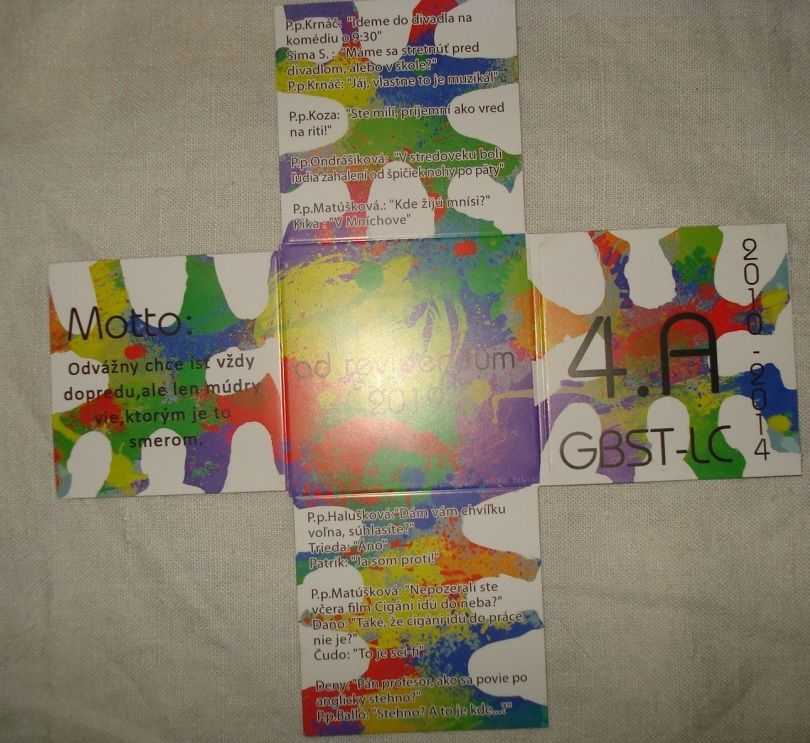 P.p.Krnáč: "Ideme do divadla na
komédiu o 9:30"
Sima S. : "Máme sa stretnúť pred
divadlom, alebo v škole?"
P.p.Krnáč: "Jáj, vlastne to je muzikál"
P.p.Koza: "Ste milí, príjemní ako vred
na riti!"
P.p.Ondrášiková: "V stredoveku boli
ľudia zahalení od špičiek nohy po päty"
P.p.Matúšková.: "Kde žijú mnísi?"
Kika : "V Mníchove"
Motto:
Odvážny chce ísť vždy
dopredu,ale len múdry
vie,ktorým je to
smerom.
ad revidendum
4.A
GBST-LC
2010-2014
P.p.Halušková:"Dám vám chvíľku
voľna, súhlasíte?"
Trieda: "Áno"
Patrik: "Ja som proti!"
P.p.Matúšková: "Nepozerali ste
včera film Cigáni idú do neba?"
Dano: "Také, že cigáni idú do práce
nie je?"
Čudo: "To je sci-fi"
Deny: "Pán profesor, ako sa povie po
anglicky stehno?"
P.p.Ballo: "Stehno? A to je kde...?"